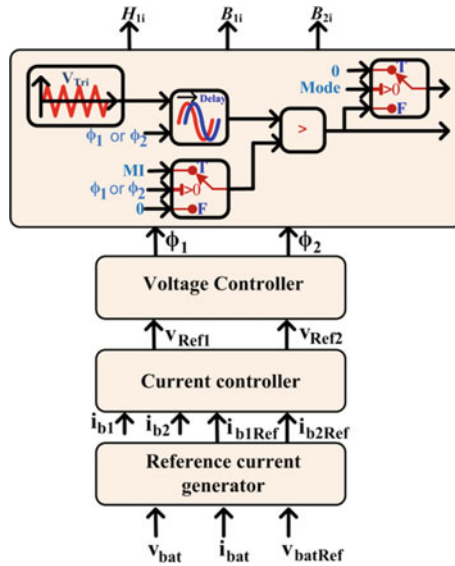 H1i B1i B2i
VTri
Delay
ϕ1 or ϕ2
MI
ϕ1 or ϕ2
0
T
>0
F
>
0
Mode
T
>0
F
ϕ1 ϕ2
Voltage Controller
vRef1 vRef2
Current controller
ib1 ib2 ib1Ref ib2Ref
Reference current
generator
vbat ibat vbatRef